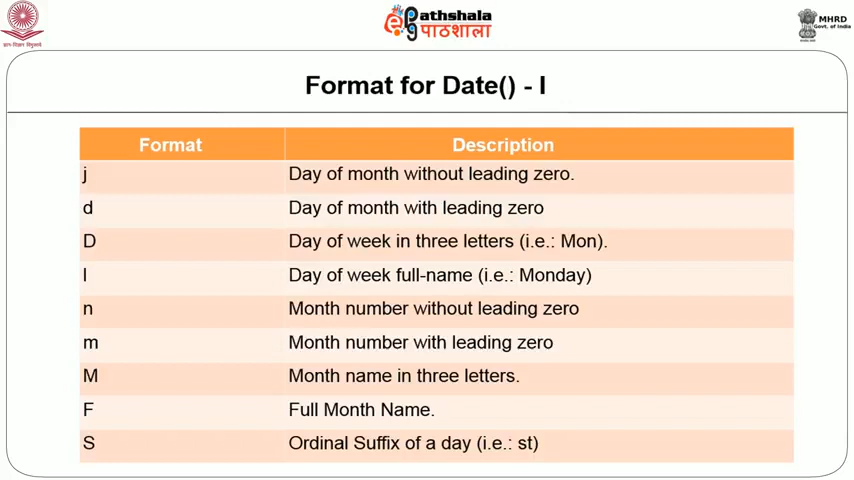 Pathshala
पाठशाला
MHRD
Govt. of India
Format for Date() - I
Format Description
j Day of month without leading zero.
d Day of month with leading zero
D Day of week in three letters (i.e.: Mon).
l Day of week full-name (i.e.: Monday)
n Month number without leading zero
m Month number with leading zero
M Month name in three letters.
F Full Month Name.
S Ordinal Suffix of a day (i.e.: st)